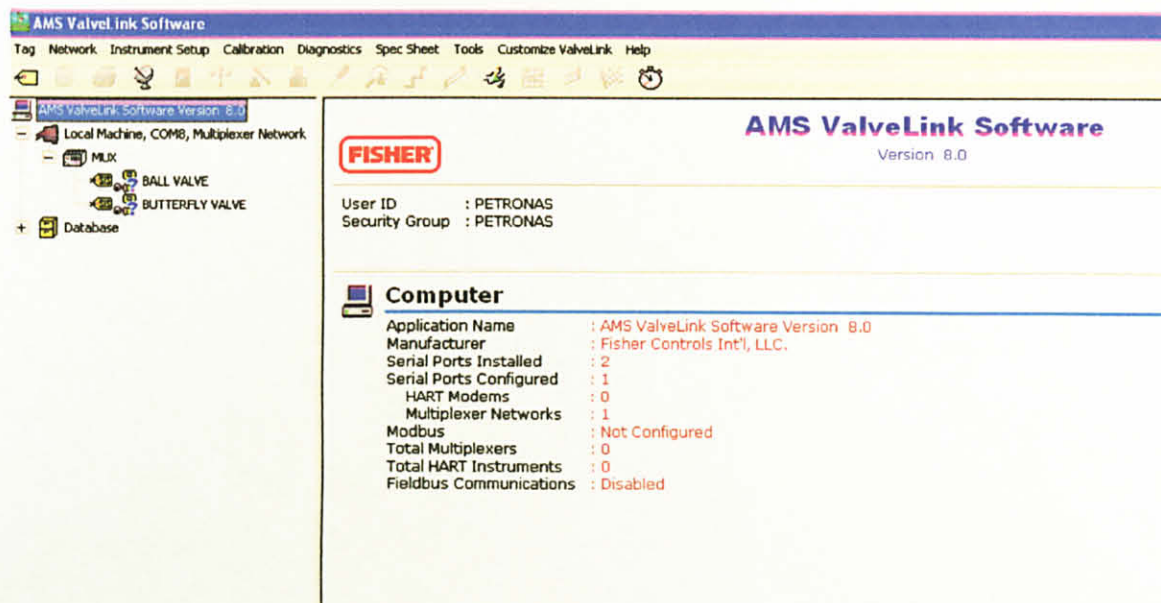 AMS ValveLink Software
Tag Network Instrument Setup Calibration Diagnostics Spec Sheet Tools Customize ValveLink Help
AMS ValveLink Software Version 8.0
- Local Machine, COM8, Multiplexer Network
- MUX
BALL VALVE
BUTTERFLY VALVE
+ Database
FISHER
AMS ValveLink Software
Version 8.0
User ID : PETRONAS
Security Group : PETRONAS
Computer
Application Name : AMS ValveLink Software Version 8.0
Manufacturer : Fisher Controls Int'l, LLC.
Serial Ports Installed : 2
Serial Ports Configured : 1
HART Modems : 0
Multiplexer Networks : 1
Modbus : Not Configured
Total Multiplexers : 0
Total HART Instruments : 0
Fieldbus Communications : Disabled